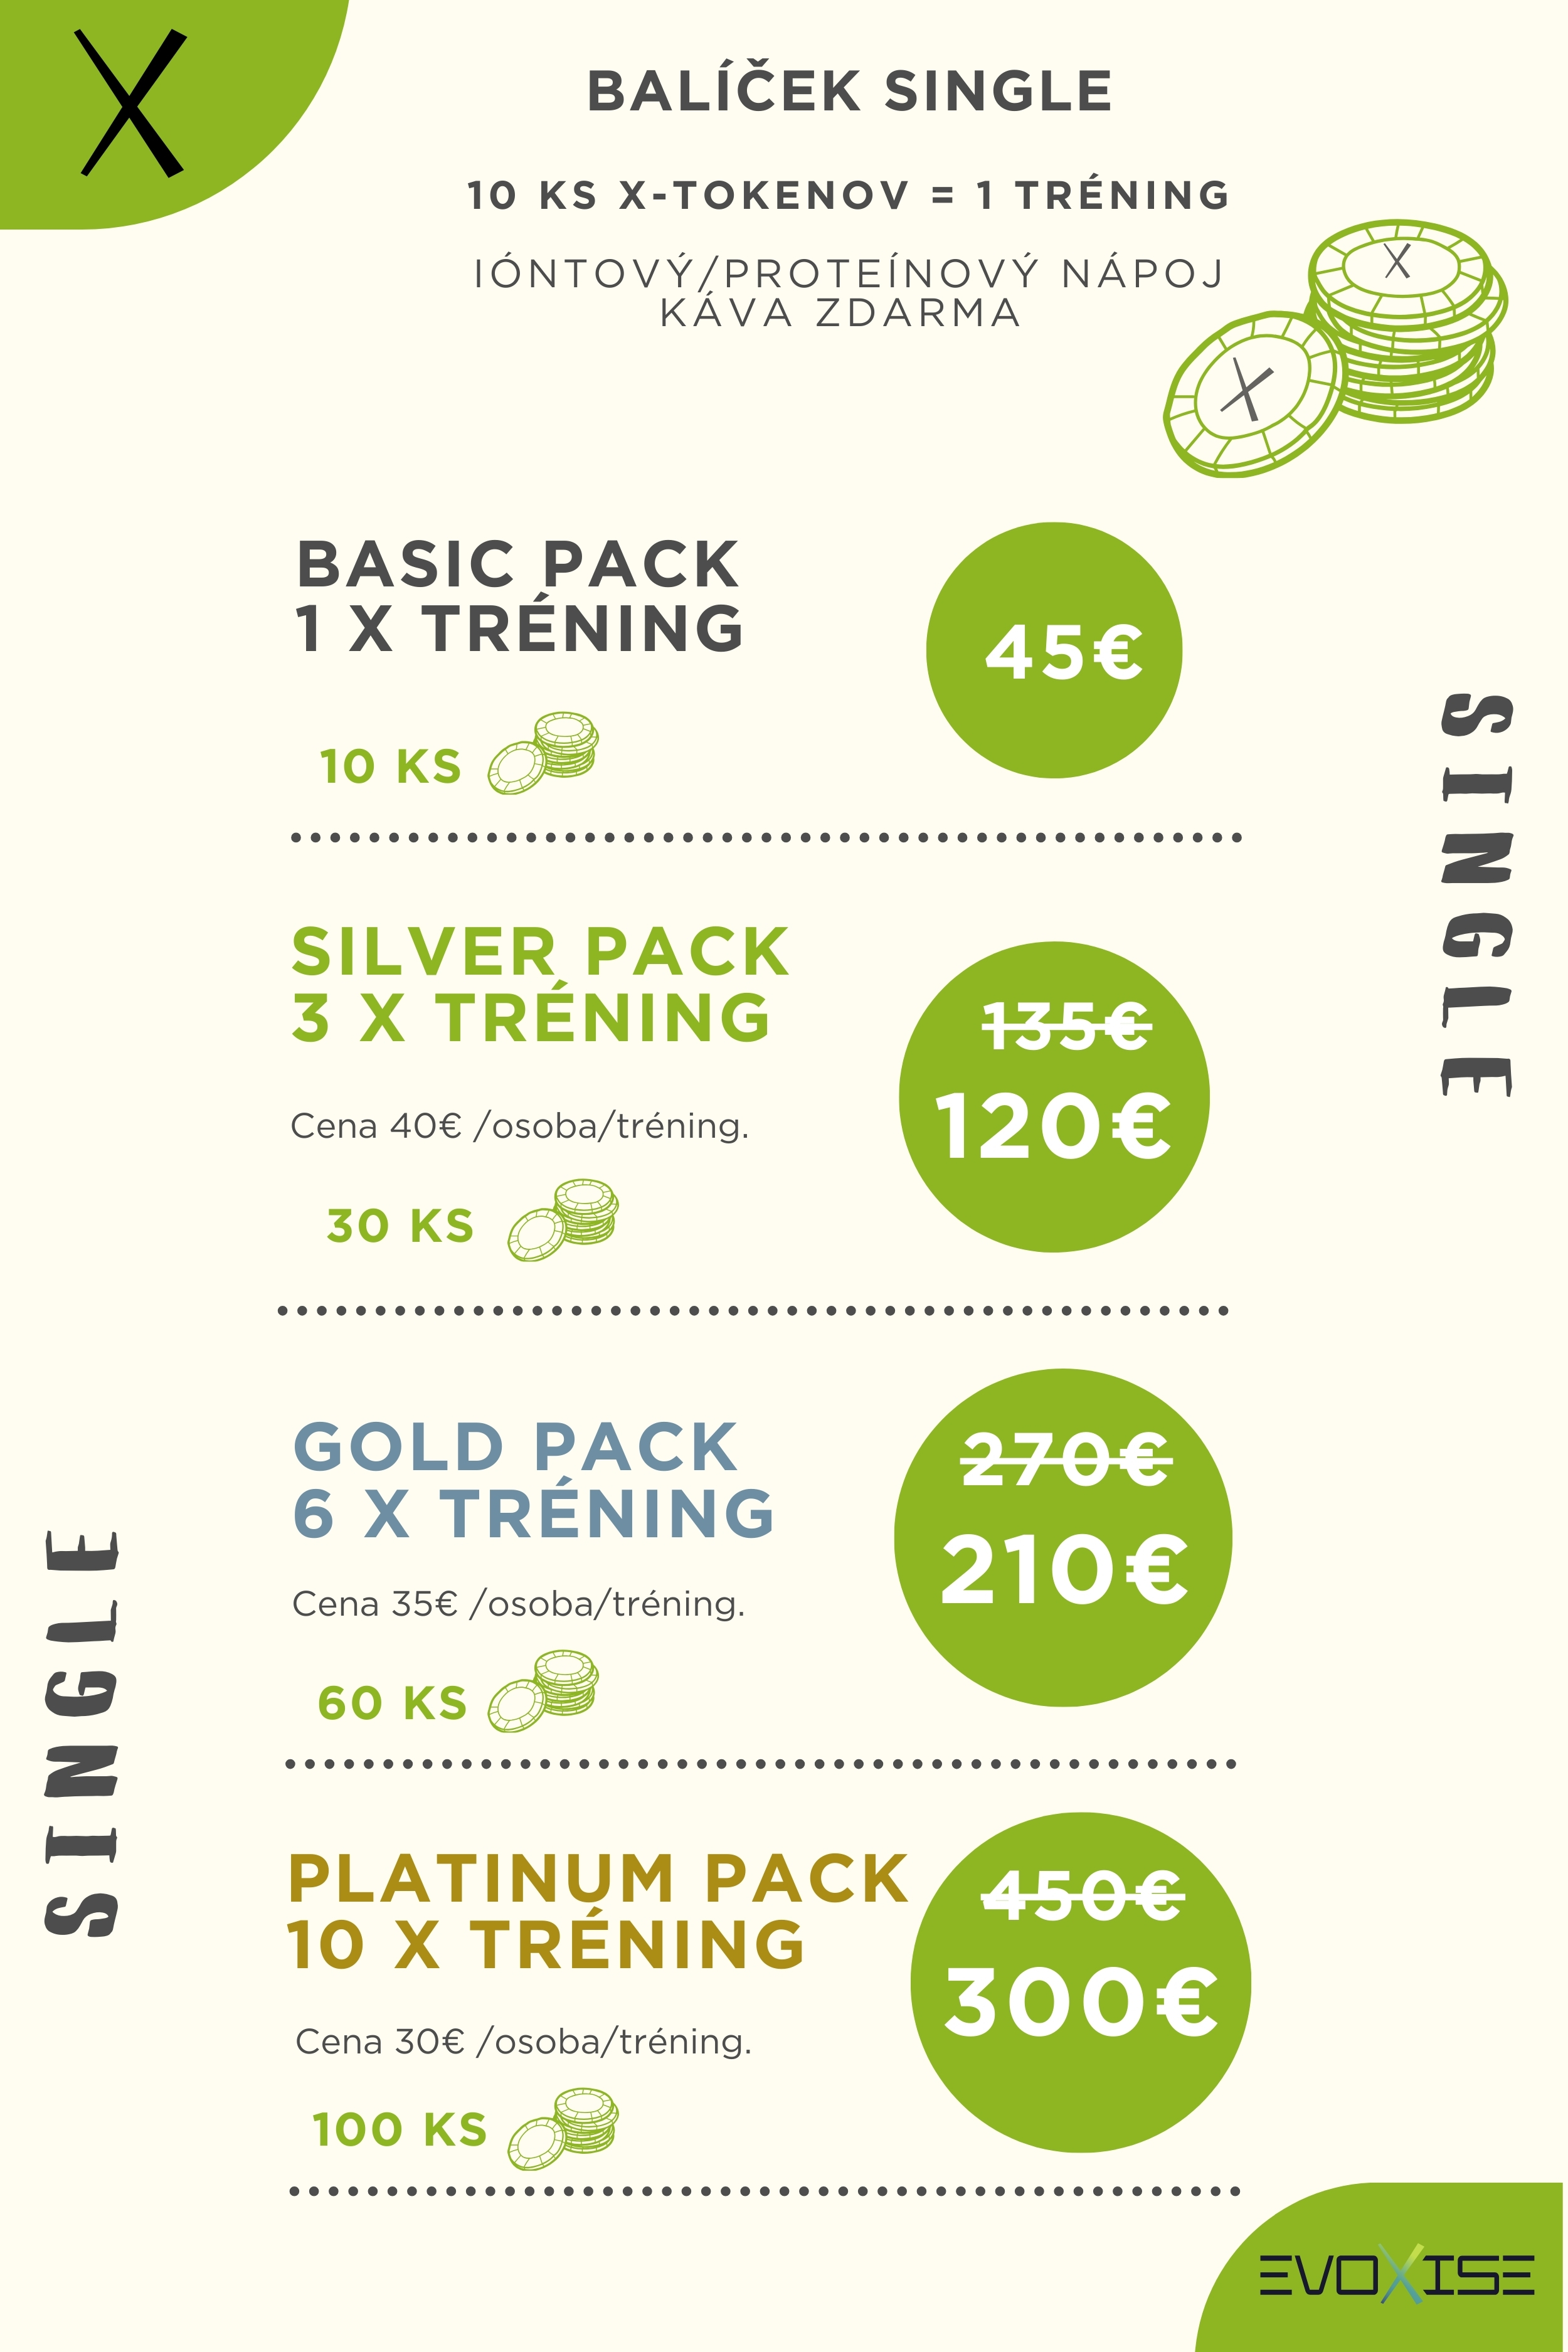 X
BALÍČEK SINGLE
10 KS X-TOKENOV = 1 TRÉNING
IÓNTOVÝ/PROTEÍNOVÝ NÁPOJ
KÁVA ZDARMA
X
X
BASIC PACK
1 X TRÉNING
45€
10 KS
SINGLE
SILVER PACK
3 X TRÉNING
135€
120€
Cena 40€ /osoba/tréning.
30 KS
GOLD PACK
6 X TRÉNING
270€
210€
Cena 35€ /osoba/tréning.
60 KS
SINGLE
PLATINUM PACK
10 X TRÉNING
450€
300€
Cena 30€ /osoba/tréning.
100 KS
EVOXISE